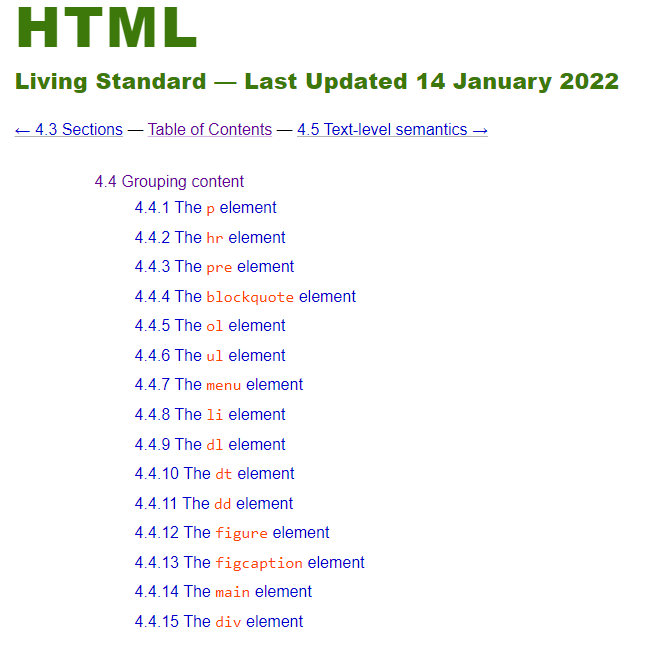 HTML
Living Standard — Last Updated 14 January 2022
← 4.3 Sections — Table of Contents — 4.5 Text-level semantics →
4.4 Grouping content
4.4.1 The p element
4.4.2 The hr element
4.4.3 The pre element
4.4.4 The blockquote element
4.4.5 The ol element
4.4.6 The ul element
4.4.7 The menu element
4.4.8 The li element
4.4.9 The dl element
4.4.10 The dt element
4.4.11 The dd element
4.4.12 The figure element
4.4.13 The figcaption element
4.4.14 The main element
4.4.15 The div element